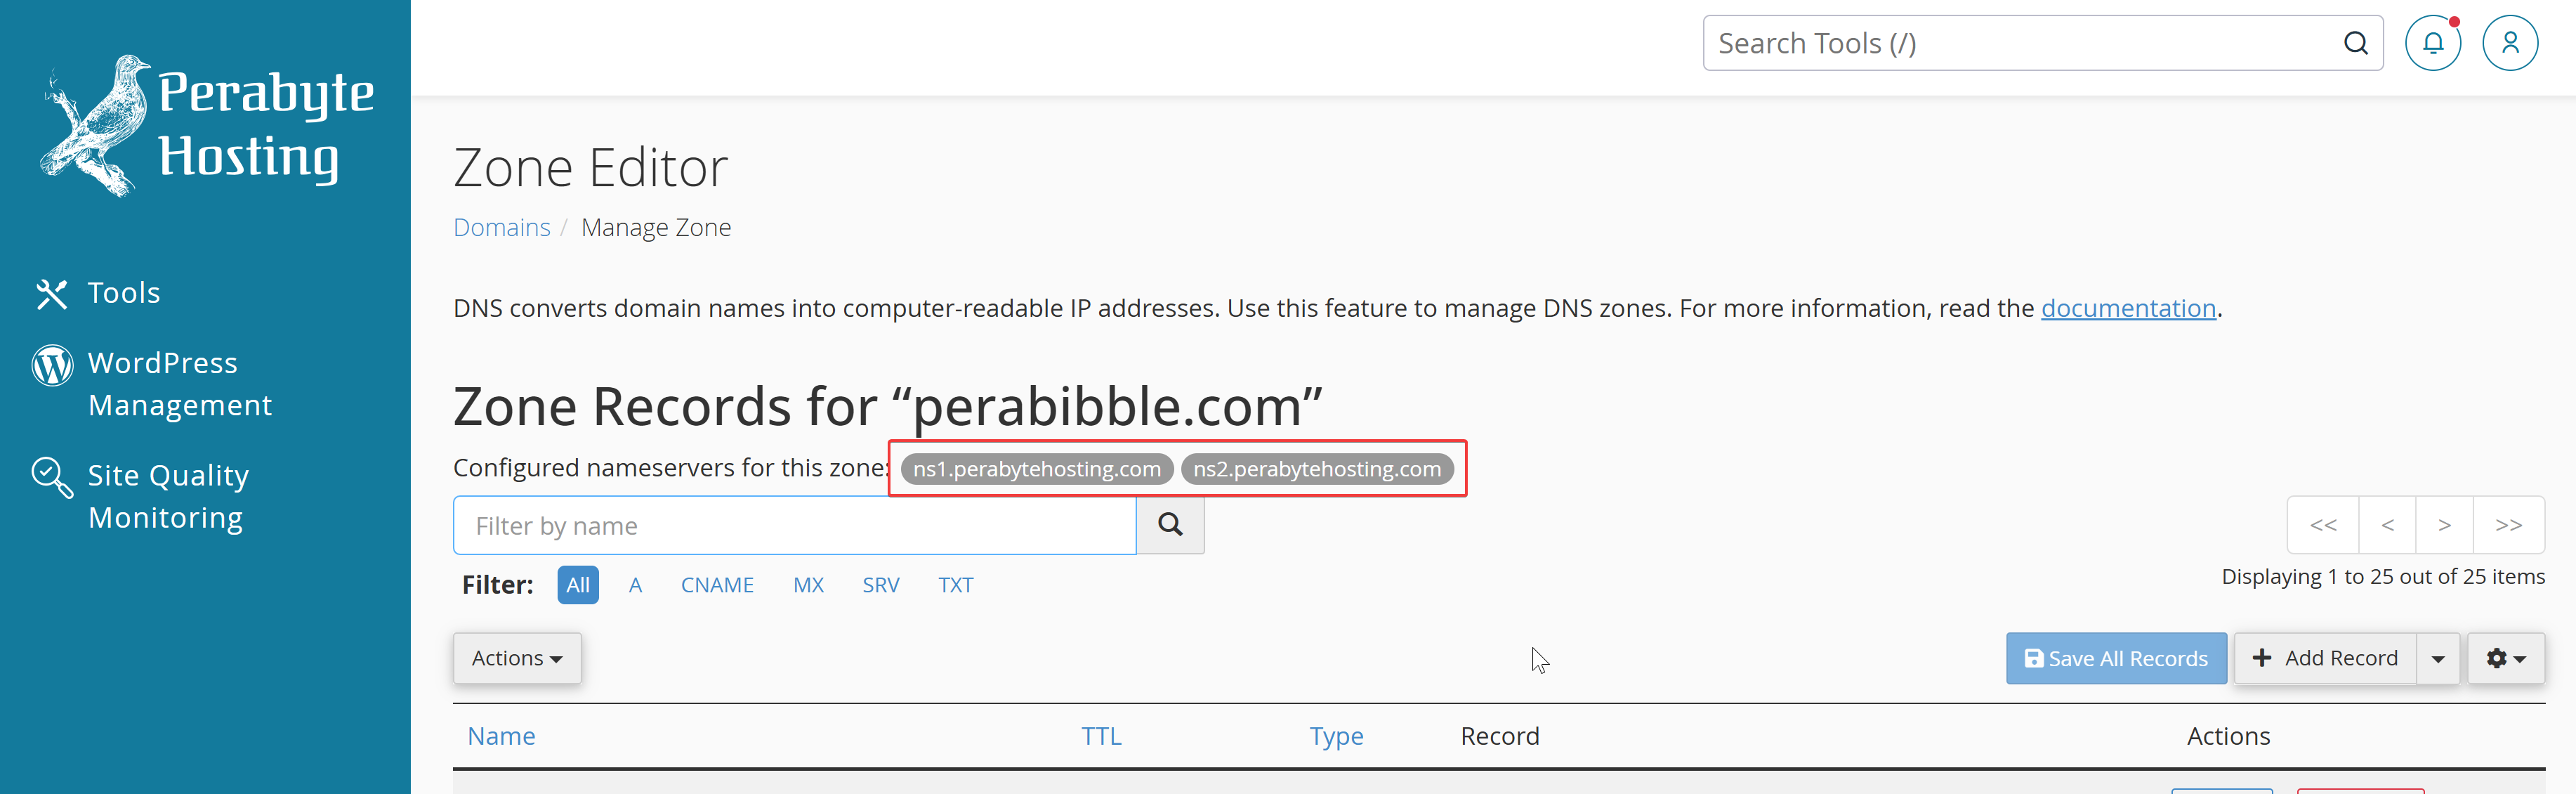 Perabyte
Hosting
Search Tools (/)
Tools
WordPress
Management
Site Quality
Monitoring
Zone Editor
Domains / Manage Zone
DNS converts domain names into computer-readable IP addresses. Use this feature to manage DNS zones. For more information, read the documentation.
Zone Records for “perabibble.com”
Configured nameservers for this zone: ns1.perabytehosting.com ns2.perabytehosting.com
Filter by name
<< < > >>
Displaying 1 to 25 out of 25 items
Filter: All A CNAME MX SRV TXT
Actions
Save All Records
Add Record
Name TTL Type Record Actions